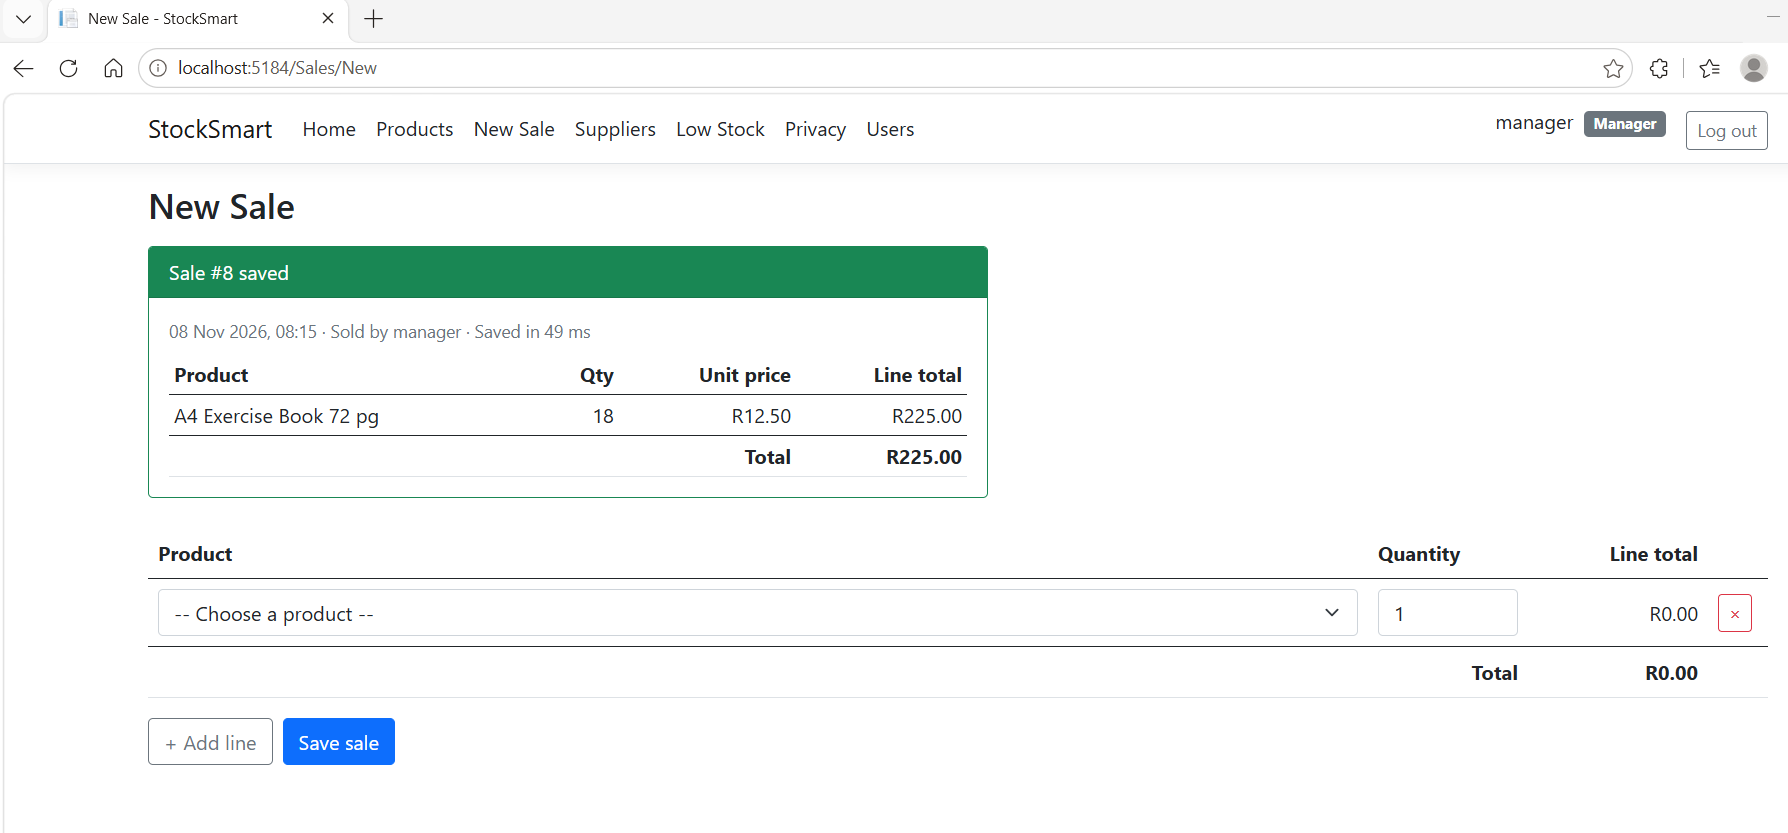 New Sale - StockSmart
localhost:5184/Sales/New
StockSmart Home Products New Sale Suppliers Low Stock Privacy Users manager Manager Log out
New Sale
Sale #8 saved
08 Nov 2026, 08:15 · Sold by manager · Saved in 49 ms
Product Qty Unit price Line total
A4 Exercise Book 72 pg 18 R12.50 R225.00
Total R225.00
Product Quantity Line total
-- Choose a product -- 1 R0.00 ×
Total R0.00
+ Add line Save sale